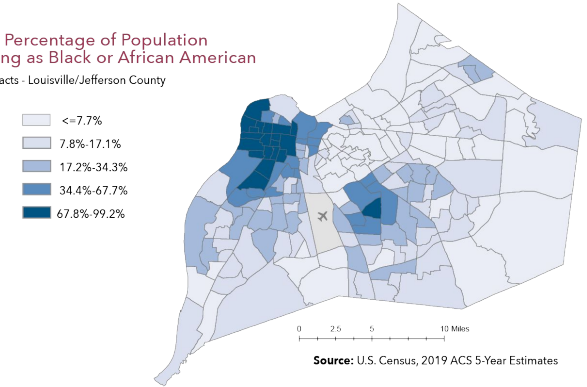 Percentage of Population
ng as Black or African American
acts - Louisville/Jefferson County
<=7.7%
7.8%-17.1%
17.2%-34.3%
34.4%-67.7%
67.8%-99.2%
0 2.5 5 10 Miles
Source: U.S. Census, 2019 ACS 5-Year Estimates